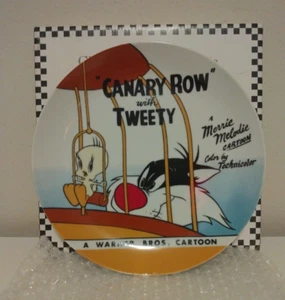 "CANARY ROW"
with
TWEETY
A
Merrie
Melodie
CARTOON
Color by
Technicolor
A WARNER BROS. CARTOON